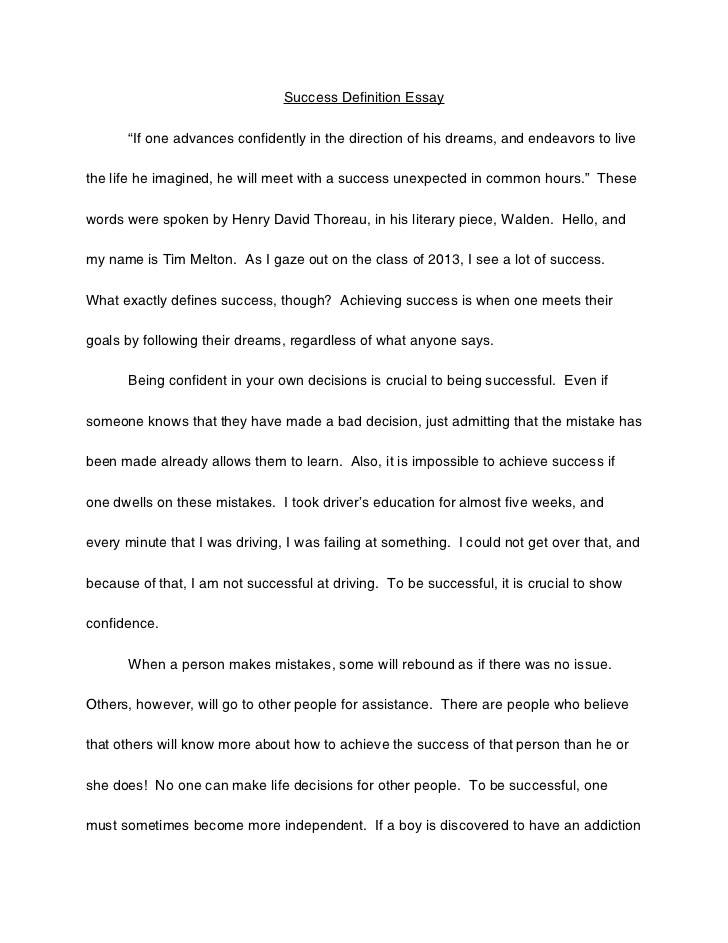 Success Definition Essay
“If one advances confidently in the direction of his dreams, and endeavors to live
the life he imagined, he will meet with a success unexpected in common hours.” These
words were spoken by Henry David Thoreau, in his literary piece, Walden. Hello, and
my name is Tim Melton. As I gaze out on the class of 2013, I see a lot of success.
What exactly defines success, though? Achieving success is when one meets their
goals by following their dreams, regardless of what anyone says.
Being confident in your own decisions is crucial to being successful. Even if
someone knows that they have made a bad decision, just admitting that the mistake has
been made already allows them to learn. Also, it is impossible to achieve success if
one dwells on these mistakes. I took driver’s education for almost five weeks, and
every minute that I was driving, I was failing at something. I could not get over that, and
because of that, I am not successful at driving. To be successful, it is crucial to show
confidence.
When a person makes mistakes, some will rebound as if there was no issue.
Others, however, will go to other people for assistance. There are people who believe
that others will know more about how to achieve the success of that person than he or
she does! No one can make life decisions for other people. To be successful, one
must sometimes become more independent. If a boy is discovered to have an addiction